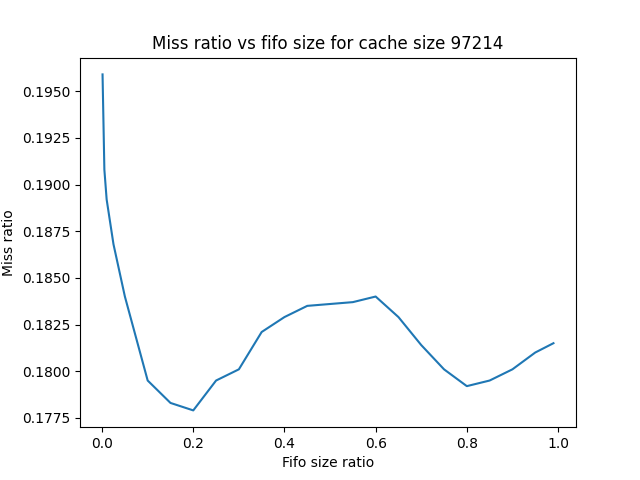 Miss ratio vs fifo size for cache size 97214
0.1950
0.1925
0.1900
0.1875
0.1850
0.1825
0.1800
0.1775
Miss ratio
0.0 0.2 0.4 0.6 0.8 1.0
Fifo size ratio